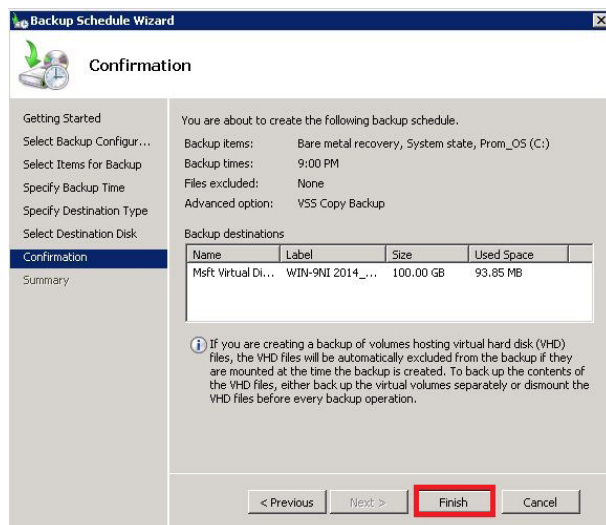 Backup Schedule Wizard
Confirmation
Getting Started
Select Backup Configur...
Select Items for Backup
Specify Backup Time
Specify Destination Type
Select Destination Disk
Confirmation
Summary
You are about to create the following backup schedule.
Backup items: Bare metal recovery, System state, Prom_OS (C:)
Backup times: 9:00 PM
Files excluded: None
Advanced option: VSS Copy Backup
Backup destinations
Name Label Size Used Space
Msft Virtual Di... WIN-9NI 2014_... 100.00 GB 93.85 MB
If you are creating a backup of volumes hosting virtual hard disk (VHD)
files, the VHD files will be automatically excluded from the backup if they
are mounted at the time the backup is created. To back up the contents of
the VHD files, either back up the virtual volumes separately or dismount the
VHD files before every backup operation.
< Previous Next > Finish Cancel